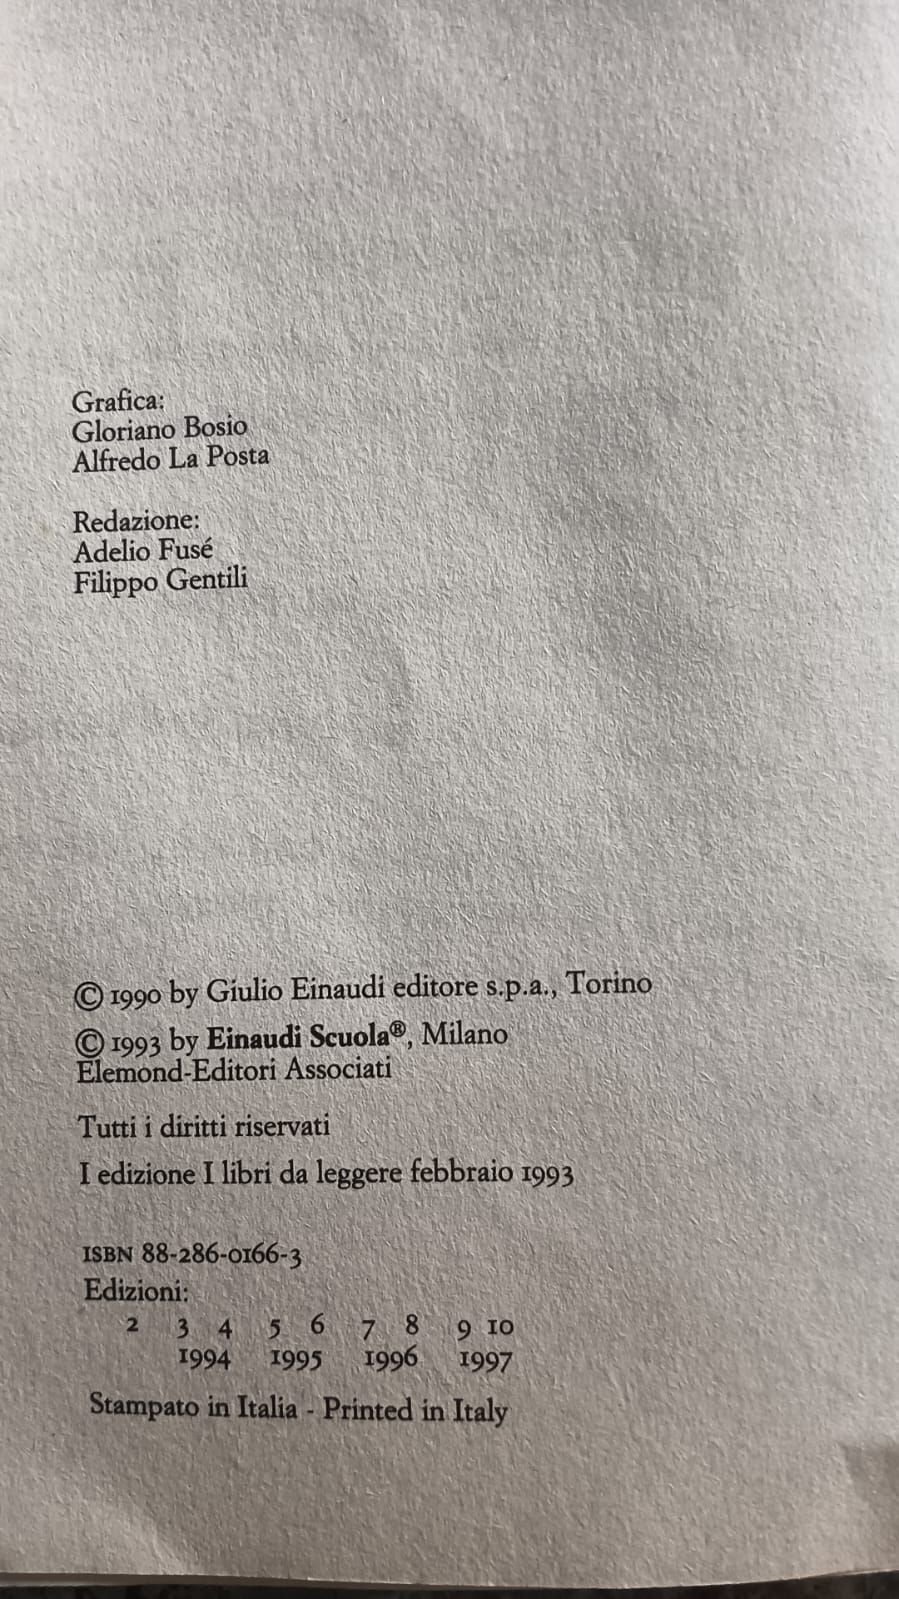 Grafica:
Gloriano Bosio
Alfredo La Posta
Redazione:
Adelio Fusé
Filippo Gentili
© 1990 by Giulio Einaudi editore s.p.a., Torino
© 1993 by Einaudi Scuola®, Milano
Elemond-Editori Associati
Tutti i diritti riservati
I edizione I libri da leggere febbraio 1993
ISBN 88-286-0166-3
Edizioni:
2 3 4 5 6 7 8 9 10
1994 1995 1996 1997
Stampato in Italia - Printed in Italy